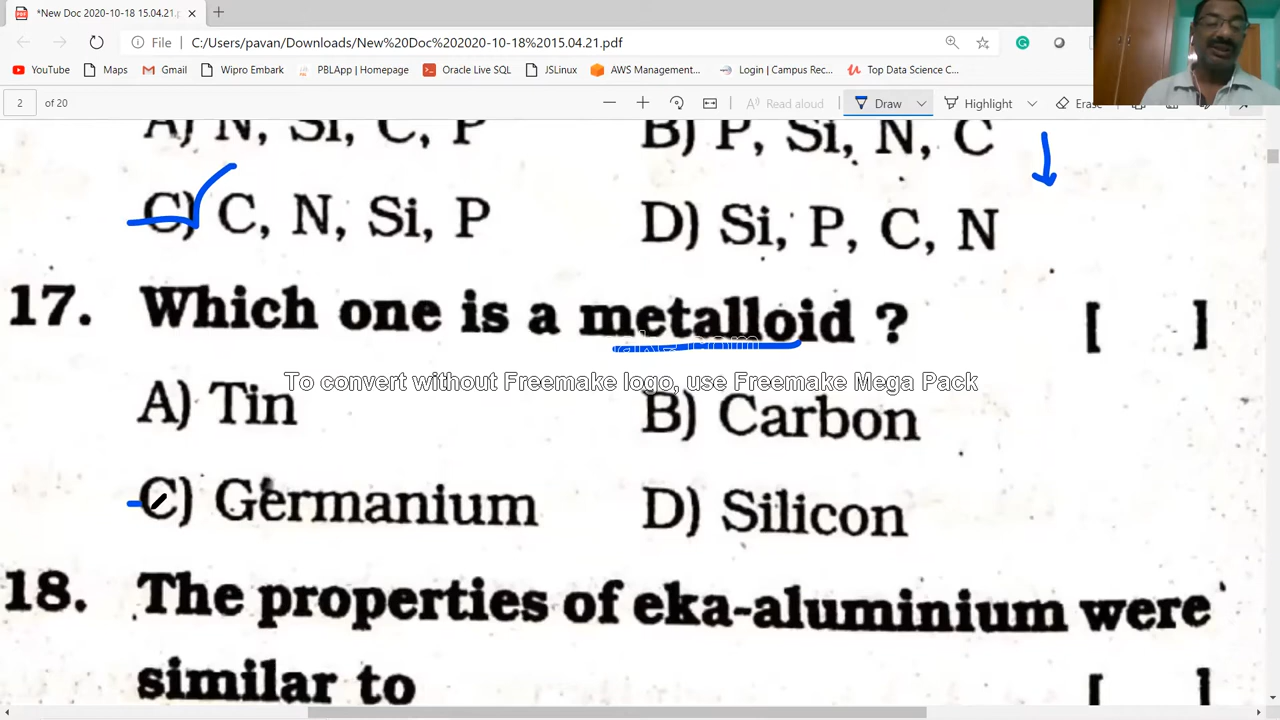 *New Doc 2020-10-18 15.04.21.p
File C:/Users/pavan/Downloads/New%20Doc%202020-10-18%2015.04.21.pdf
YouTube Maps Gmail Wipro Embark PBLApp | Homepage Oracle Live SQL JSLinux AWS Management... Login | Campus Rec... Top Data Science C...
2 of 20 Read aloud Draw Highlight Erase
A) N, Si, C, P B) P, Si, N, C
C) C, N, Si, P D) Si, P, C, N
17. Which one is a metalloid ? [ ]
To convert without Freemake logo, use Freemake Mega Pack
A) Tin B) Carbon
C) Germanium D) Silicon
18. The properties of eka-aluminium were
similar to [ ]